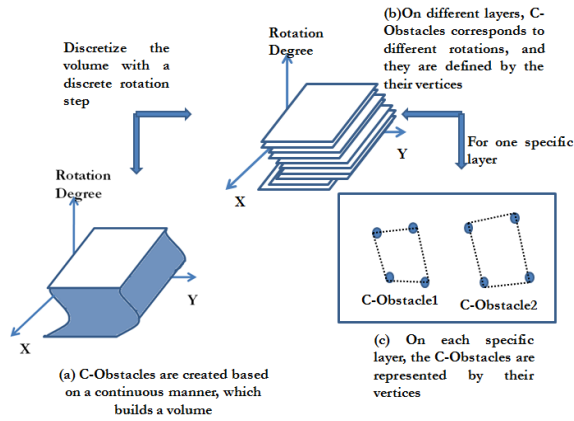 Discretize the
volume with a
discrete rotation
step
Rotation
Degree
Y
X
(b)On different layers, C-
Obstacles corresponds to
different rotations, and
they are defined by the
their vertices
For one specific
layer
Rotation
Degree
Y
X
(a) C-Obstacles are created based
on a continuous manner, which
builds a volume
C-Obstacle1
C-Obstacle2
(c) On each specific
layer, the C-Obstacles are
represented by their
vertices